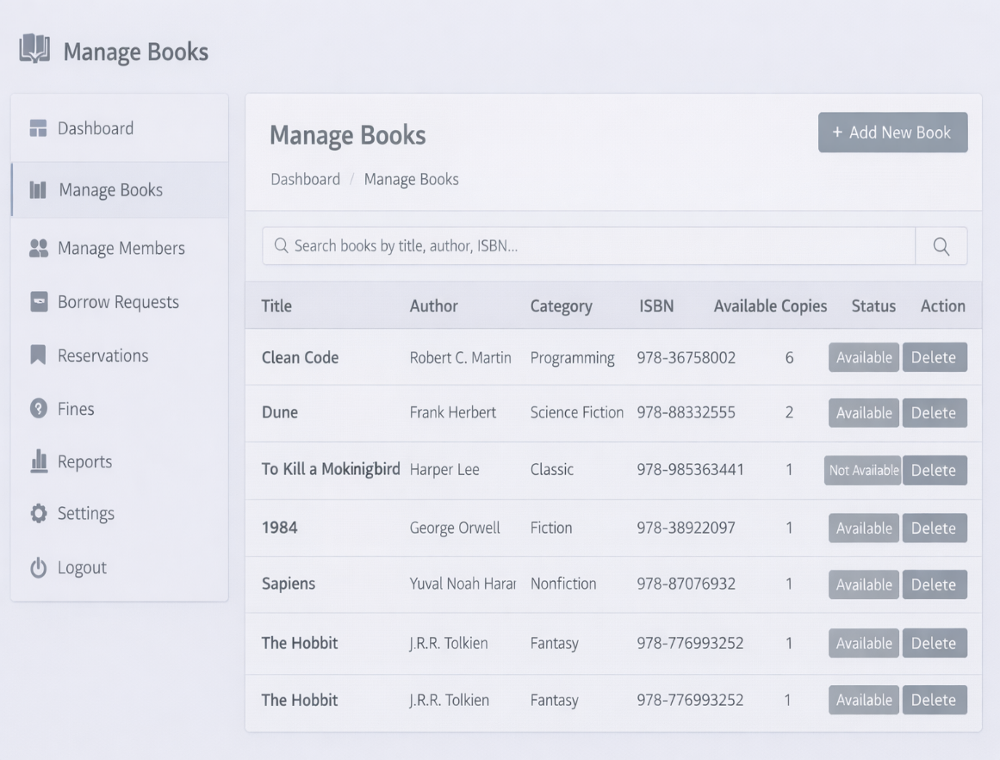 Manage Books
Dashboard
Manage Books
Manage Members
Borrow Requests
Reservations
Fines
Reports
Settings
Logout
Manage Books
+ Add New Book
Dashboard / Manage Books
Search books by title, author, ISBN...
Title Author Category ISBN Available Copies Status Action
Clean Code Robert C. Martin Programming 978-36758002 6 Available Delete
Dune Frank Herbert Science Fiction 978-88332555 2 Available Delete
To Kill a Mokinigbird Harper Lee Classic 978-985363441 1 Not Available Delete
1984 George Orwell Fiction 978-38922097 1 Available Delete
Sapiens Yuval Noah Harar Nonfiction 978-87076932 1 Available Delete
The Hobbit J.R.R. Tolkien Fantasy 978-776993252 1 Available Delete
The Hobbit J.R.R. Tolkien Fantasy 978-776993252 1 Available Delete